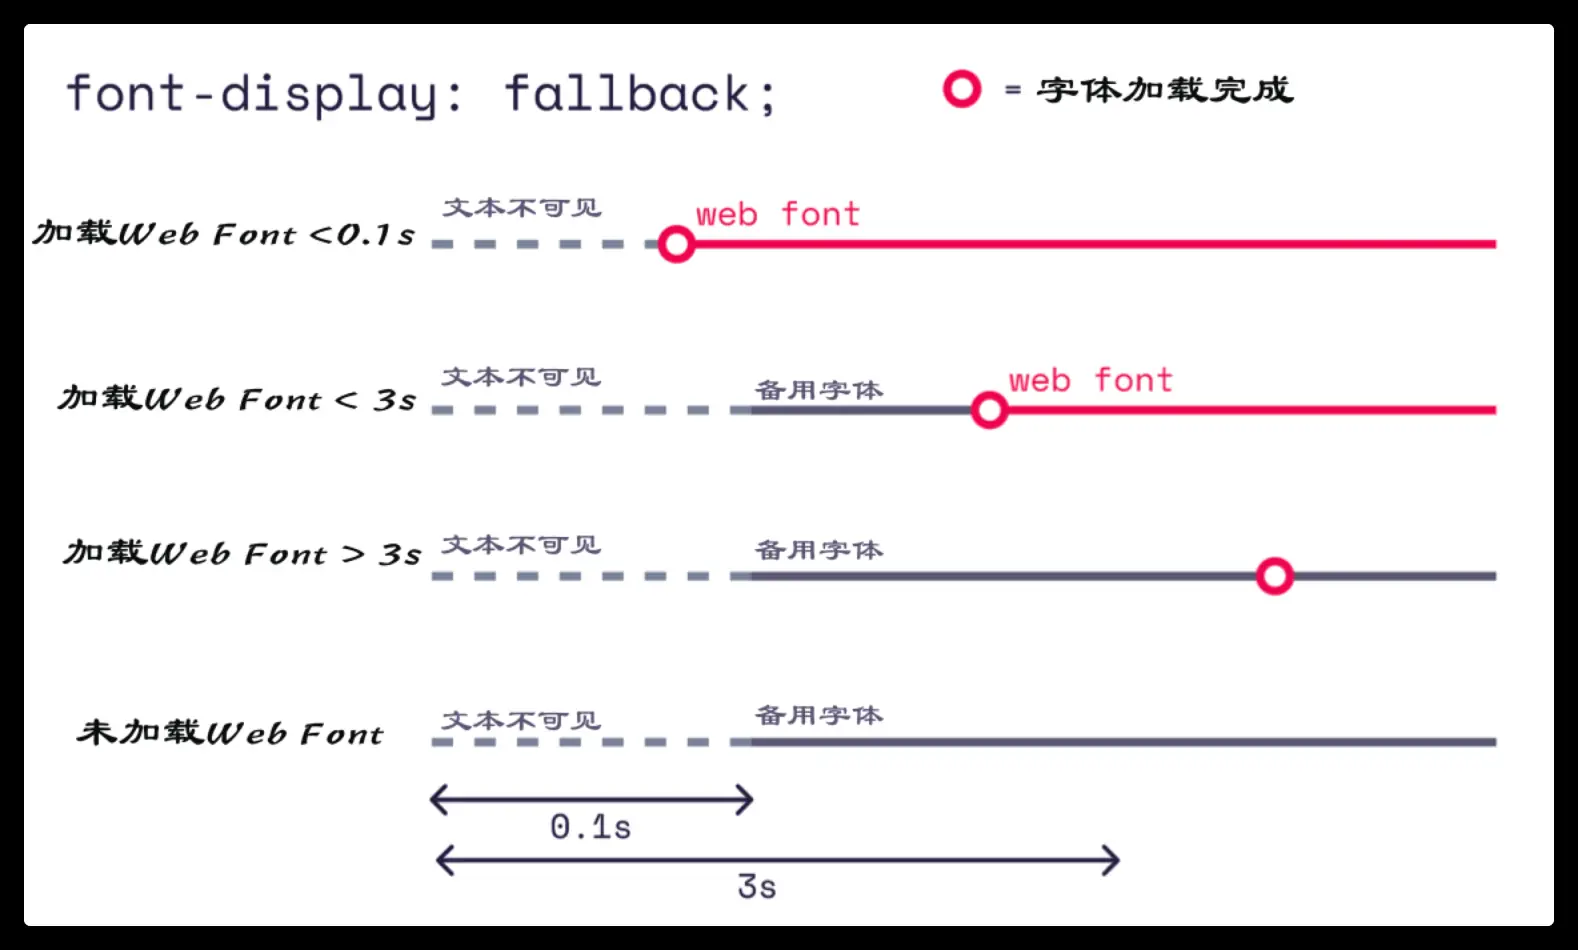 font-display: fallback;
= 字体加载完成
加载Web Font <0.1s
文本不可见
web font
加载Web Font < 3s
文本不可见
备用字体
web font
加载Web Font > 3s
文本不可见
备用字体
未加载Web Font
文本不可见
备用字体
0.1s
3s